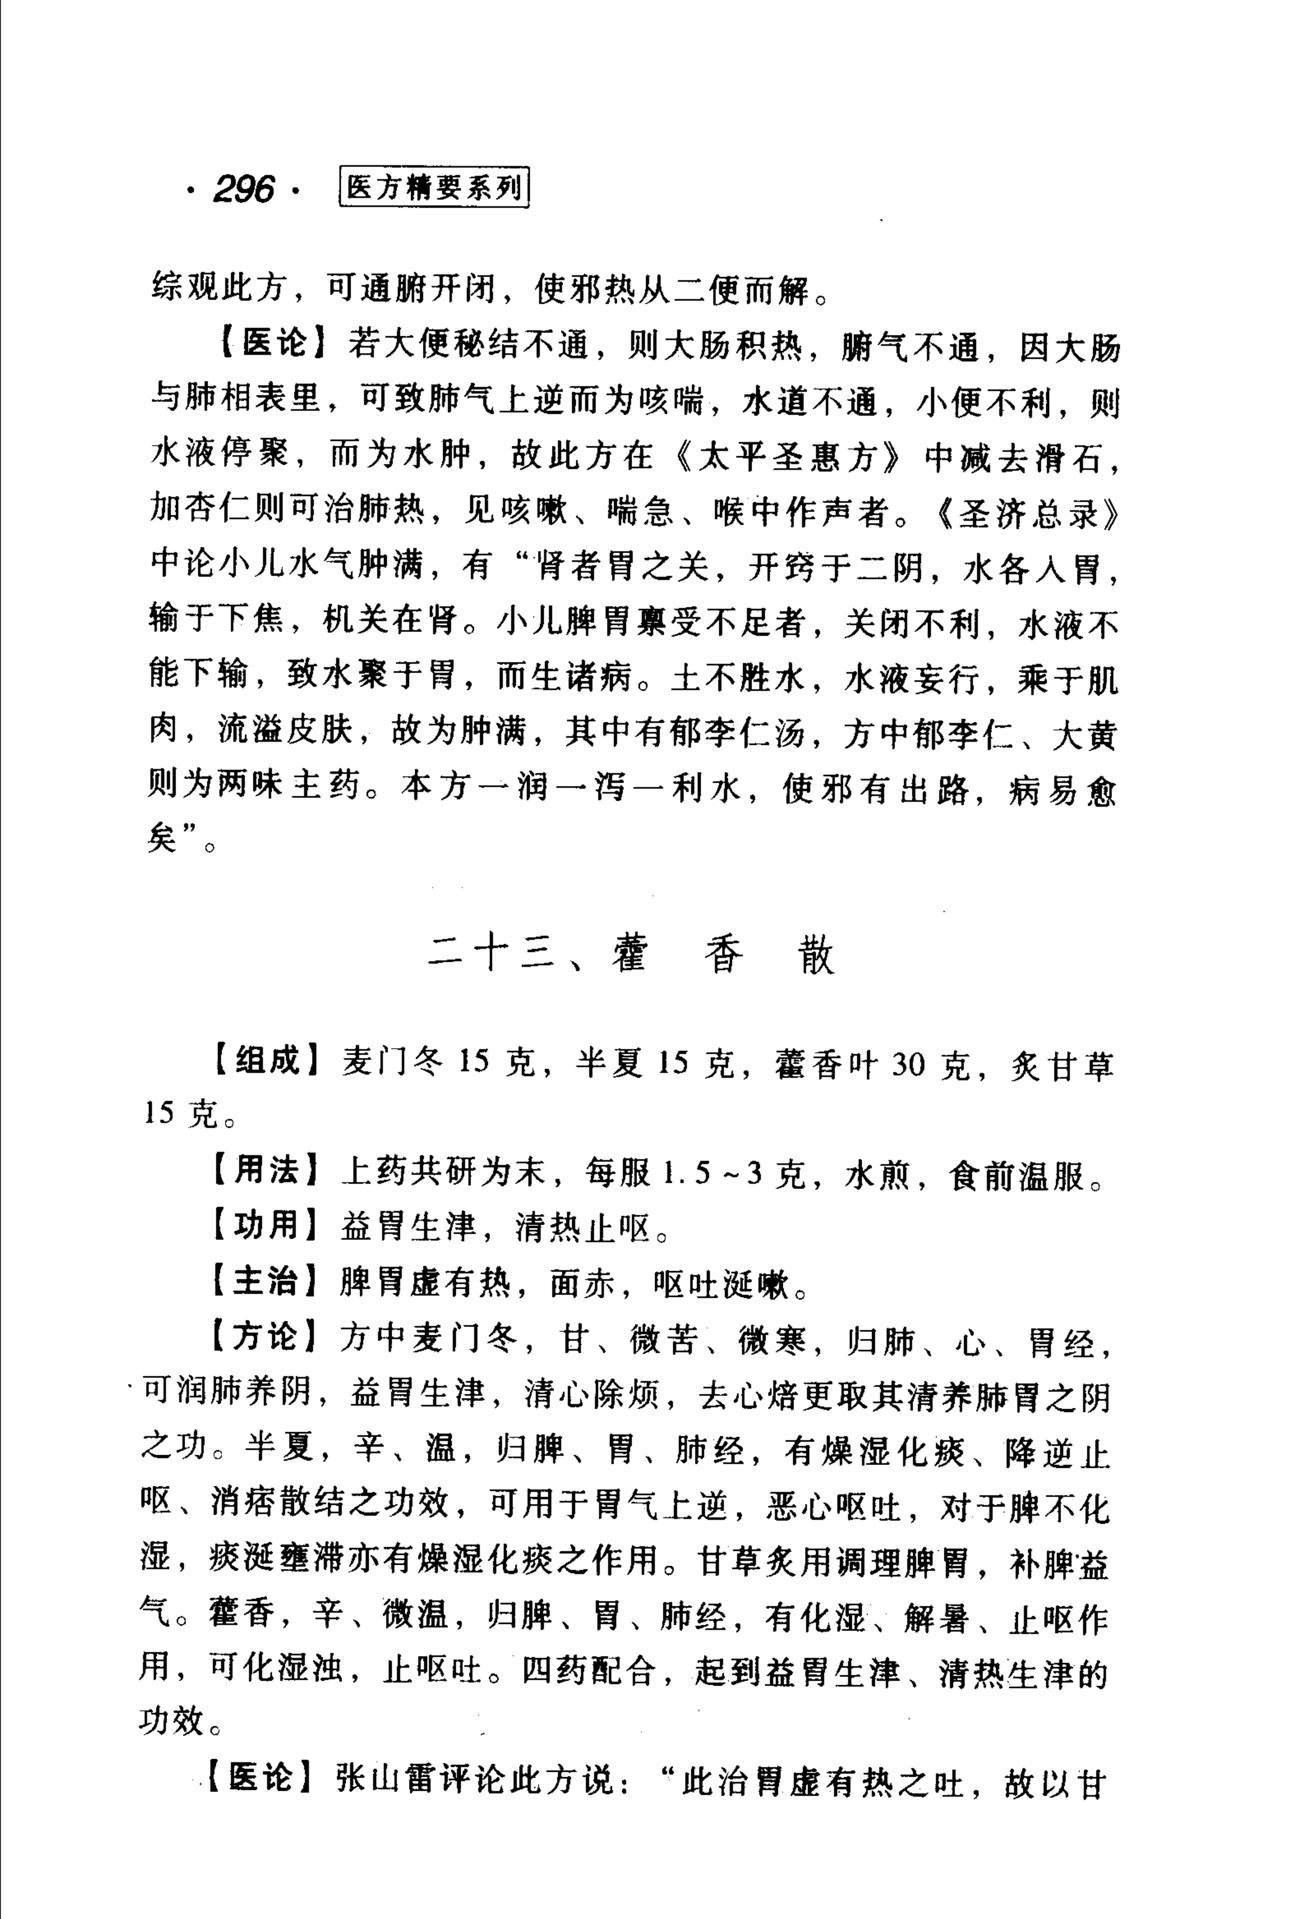 · 296 · 医方精要系列
综观此方，可通腑开闭，使邪热从二便而解。
【医论】若大便秘结不通，则大肠积热，腑气不通，因大肠
与肺相表里，可致肺气上逆而为咳喘，水道不通，小便不利，则
水液停聚，而为水肿，故此方在《太平圣惠方》中减去滑石，
加杏仁则可治肺热，见咳嗽、喘急、喉中作声者。《圣济总录》
中论小儿水气肿满，有“肾者胃之关，开窍于二阴，水各入胃，
输于下焦，机关在肾。小儿脾胃禀受不足者，关闭不利，水液不
能下输，致水聚于胃，而生诸病。土不胜水，水液妄行，乘于肌
肉，流溢皮肤，故为肿满，其中有郁李仁汤，方中郁李仁、大黄
则为两味主药。本方一润一泻一利水，使邪有出路，病易愈
矣”。
二十三、藿 香 散
【组成】麦门冬 15 克，半夏 15 克，藿香叶 30 克，炙甘草
15 克。
【用法】上药共研为末，每服 1.5～3 克，水煎，食前温服。
【功用】益胃生津，清热止呕。
【主治】脾胃虚有热，面赤，呕吐涎嗽。
【方论】方中麦门冬，甘、微苦、微寒，归肺、心、胃经，
可润肺养阴，益胃生津，清心除烦，去心焙更取其清养肺胃之阴
之功。半夏，辛、温，归脾、胃、肺经，有燥湿化痰、降逆止
呕、消痞散结之功效，可用于胃气上逆，恶心呕吐，对于脾不化
湿，痰涎壅滞亦有燥湿化痰之作用。甘草炙用调理脾胃，补脾益
气。藿香，辛、微温，归脾、胃、肺经，有化湿、解暑、止呕作
用，可化湿浊，止呕吐。四药配合，起到益胃生津、清热生津的
功效。
【医论】张山雷评论此方说：“此治胃虚有热之吐，故以甘